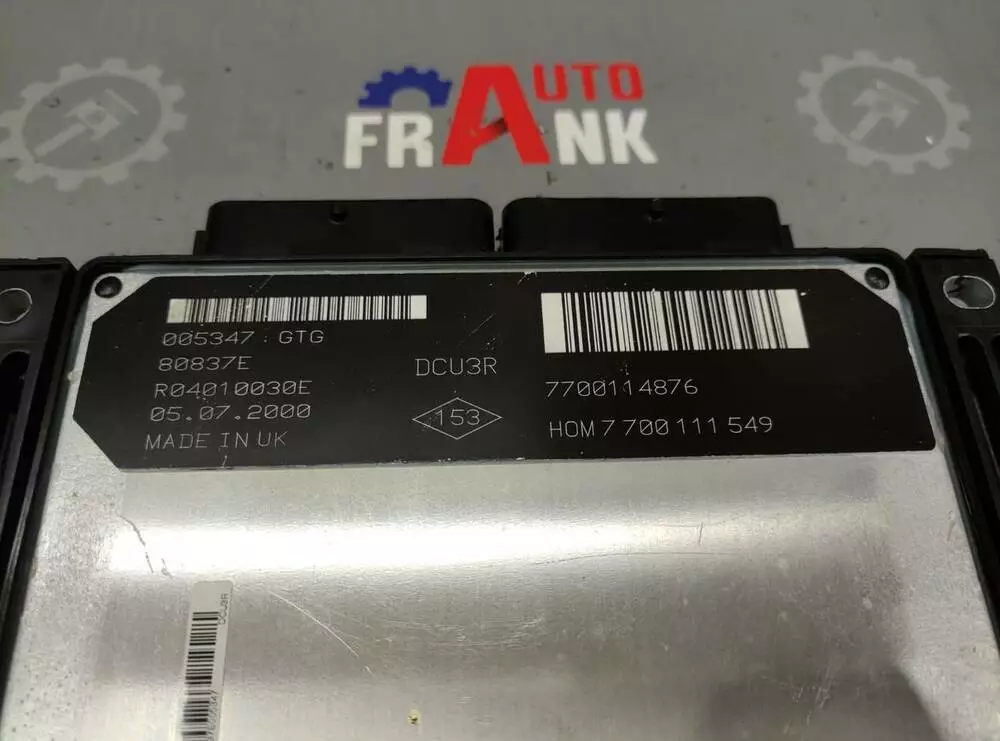 AUTO
FRANK
005347 : GTG
80837E
R04010030E
05.07.2000
MADE IN UK
DCU3R
153
7700114876
HOM 7 700 111 549
DCU3R